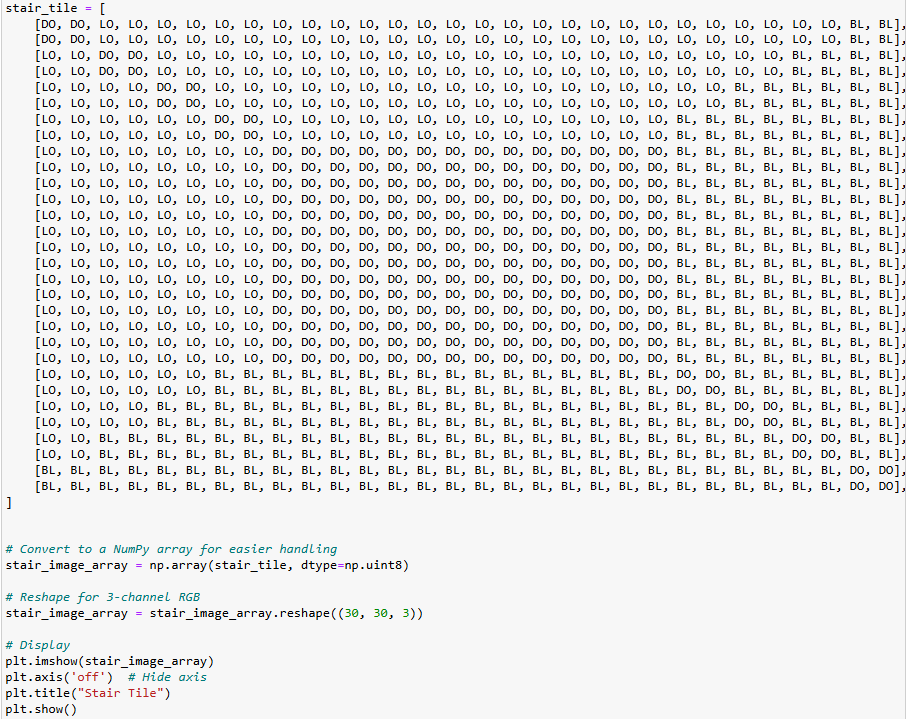 stair_tile = [
[DO, DO, LO, LO, LO, LO, LO, LO, LO, LO, LO, LO, LO, LO, LO, LO, LO, LO, LO, LO, LO, LO, LO, LO, LO, LO, LO, LO, BL, BL],
[DO, DO, LO, LO, LO, LO, LO, LO, LO, LO, LO, LO, LO, LO, LO, LO, LO, LO, LO, LO, LO, LO, LO, LO, LO, LO, LO, LO, BL, BL],
[LO, LO, DO, DO, LO, LO, LO, LO, LO, LO, LO, LO, LO, LO, LO, LO, LO, LO, LO, LO, LO, LO, LO, LO, LO, LO, BL, BL, BL, BL],
[LO, LO, DO, DO, LO, LO, LO, LO, LO, LO, LO, LO, LO, LO, LO, LO, LO, LO, LO, LO, LO, LO, LO, LO, LO, LO, BL, BL, BL, BL],
[LO, LO, LO, LO, DO, DO, LO, LO, LO, LO, LO, LO, LO, LO, LO, LO, LO, LO, LO, LO, LO, LO, LO, LO, BL, BL, BL, BL, BL, BL],
[LO, LO, LO, LO, DO, DO, LO, LO, LO, LO, LO, LO, LO, LO, LO, LO, LO, LO, LO, LO, LO, LO, LO, LO, BL, BL, BL, BL, BL, BL],
[LO, LO, LO, LO, LO, LO, DO, DO, LO, LO, LO, LO, LO, LO, LO, LO, LO, LO, LO, LO, LO, LO, BL, BL, BL, BL, BL, BL, BL, BL],
[LO, LO, LO, LO, LO, LO, DO, DO, LO, LO, LO, LO, LO, LO, LO, LO, LO, LO, LO, LO, LO, LO, BL, BL, BL, BL, BL, BL, BL, BL],
[LO, LO, LO, LO, LO, LO, LO, LO, DO, DO, DO, DO, DO, DO, DO, DO, DO, DO, DO, DO, DO, DO, BL, BL, BL, BL, BL, BL, BL, BL],
[LO, LO, LO, LO, LO, LO, LO, LO, DO, DO, DO, DO, DO, DO, DO, DO, DO, DO, DO, DO, DO, DO, BL, BL, BL, BL, BL, BL, BL, BL],
[LO, LO, LO, LO, LO, LO, LO, LO, DO, DO, DO, DO, DO, DO, DO, DO, DO, DO, DO, DO, DO, DO, BL, BL, BL, BL, BL, BL, BL, BL],
[LO, LO, LO, LO, LO, LO, LO, LO, DO, DO, DO, DO, DO, DO, DO, DO, DO, DO, DO, DO, DO, DO, BL, BL, BL, BL, BL, BL, BL, BL],
[LO, LO, LO, LO, LO, LO, LO, LO, DO, DO, DO, DO, DO, DO, DO, DO, DO, DO, DO, DO, DO, DO, BL, BL, BL, BL, BL, BL, BL, BL],
[LO, LO, LO, LO, LO, LO, LO, LO, DO, DO, DO, DO, DO, DO, DO, DO, DO, DO, DO, DO, DO, DO, BL, BL, BL, BL, BL, BL, BL, BL],
[LO, LO, LO, LO, LO, LO, LO, LO, DO, DO, DO, DO, DO, DO, DO, DO, DO, DO, DO, DO, DO, DO, BL, BL, BL, BL, BL, BL, BL, BL],
[LO, LO, LO, LO, LO, LO, LO, LO, DO, DO, DO, DO, DO, DO, DO, DO, DO, DO, DO, DO, DO, DO, BL, BL, BL, BL, BL, BL, BL, BL],
[LO, LO, LO, LO, LO, LO, LO, LO, DO, DO, DO, DO, DO, DO, DO, DO, DO, DO, DO, DO, DO, DO, BL, BL, BL, BL, BL, BL, BL, BL],
[LO, LO, LO, LO, LO, LO, LO, LO, DO, DO, DO, DO, DO, DO, DO, DO, DO, DO, DO, DO, DO, DO, BL, BL, BL, BL, BL, BL, BL, BL],
[LO, LO, LO, LO, LO, LO, LO, LO, DO, DO, DO, DO, DO, DO, DO, DO, DO, DO, DO, DO, DO, DO, BL, BL, BL, BL, BL, BL, BL, BL],
[LO, LO, LO, LO, LO, LO, LO, LO, DO, DO, DO, DO, DO, DO, DO, DO, DO, DO, DO, DO, DO, DO, BL, BL, BL, BL, BL, BL, BL, BL],
[LO, LO, LO, LO, LO, LO, LO, LO, DO, DO, DO, DO, DO, DO, DO, DO, DO, DO, DO, DO, DO, DO, BL, BL, BL, BL, BL, BL, BL, BL],
[LO, LO, LO, LO, LO, LO, LO, LO, DO, DO, DO, DO, DO, DO, DO, DO, DO, DO, DO, DO, DO, DO, BL, BL, BL, BL, BL, BL, BL, BL],
[LO, LO, LO, LO, LO, LO, BL, BL, BL, BL, BL, BL, BL, BL, BL, BL, BL, BL, BL, BL, BL, BL, DO, DO, BL, BL, BL, BL, BL, BL],
[LO, LO, LO, LO, LO, LO, BL, BL, BL, BL, BL, BL, BL, BL, BL, BL, BL, BL, BL, BL, BL, BL, DO, DO, BL, BL, BL, BL, BL, BL],
[LO, LO, LO, LO, BL, BL, BL, BL, BL, BL, BL, BL, BL, BL, BL, BL, BL, BL, BL, BL, BL, BL, BL, BL, DO, DO, BL, BL, BL, BL],
[LO, LO, LO, LO, BL, BL, BL, BL, BL, BL, BL, BL, BL, BL, BL, BL, BL, BL, BL, BL, BL, BL, BL, BL, DO, DO, BL, BL, BL, BL],
[LO, LO, BL, BL, BL, BL, BL, BL, BL, BL, BL, BL, BL, BL, BL, BL, BL, BL, BL, BL, BL, BL, BL, BL, BL, BL, DO, DO, BL, BL],
[LO, LO, BL, BL, BL, BL, BL, BL, BL, BL, BL, BL, BL, BL, BL, BL, BL, BL, BL, BL, BL, BL, BL, BL, BL, BL, DO, DO, BL, BL],
[BL, BL, BL, BL, BL, BL, BL, BL, BL, BL, BL, BL, BL, BL, BL, BL, BL, BL, BL, BL, BL, BL, BL, BL, BL, BL, BL, BL, DO, DO],
[BL, BL, BL, BL, BL, BL, BL, BL, BL, BL, BL, BL, BL, BL, BL, BL, BL, BL, BL, BL, BL, BL, BL, BL, BL, BL, BL, BL, DO, DO],
]
# Convert to a NumPy array for easier handling
stair_image_array = np.array(stair_tile, dtype=np.uint8)
# Reshape for 3-channel RGB
stair_image_array = stair_image_array.reshape((30, 30, 3))
# Display
plt.imshow(stair_image_array)
plt.axis('off')  # Hide axis
plt.title("Stair Tile")
plt.show()